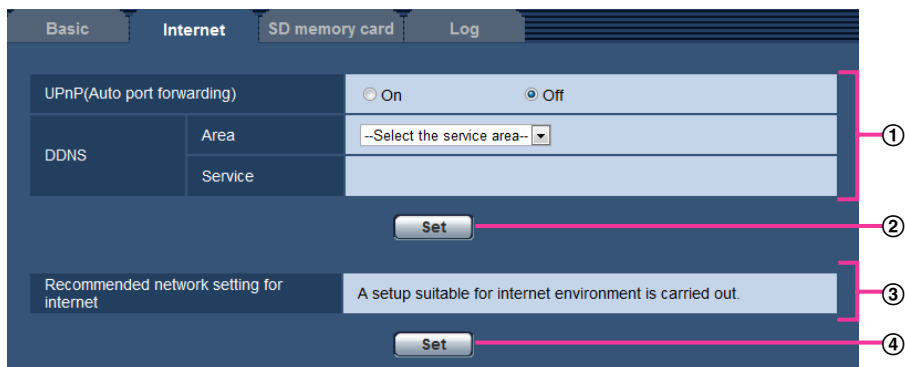 Basic Internet SD memory card Log
UPnP(Auto port forwarding) On Off
DDNS Area --Select the service area-- ①
Service
Set ②
Recommended network setting for
internet A setup suitable for internet environment is carried out. ③
Set ④